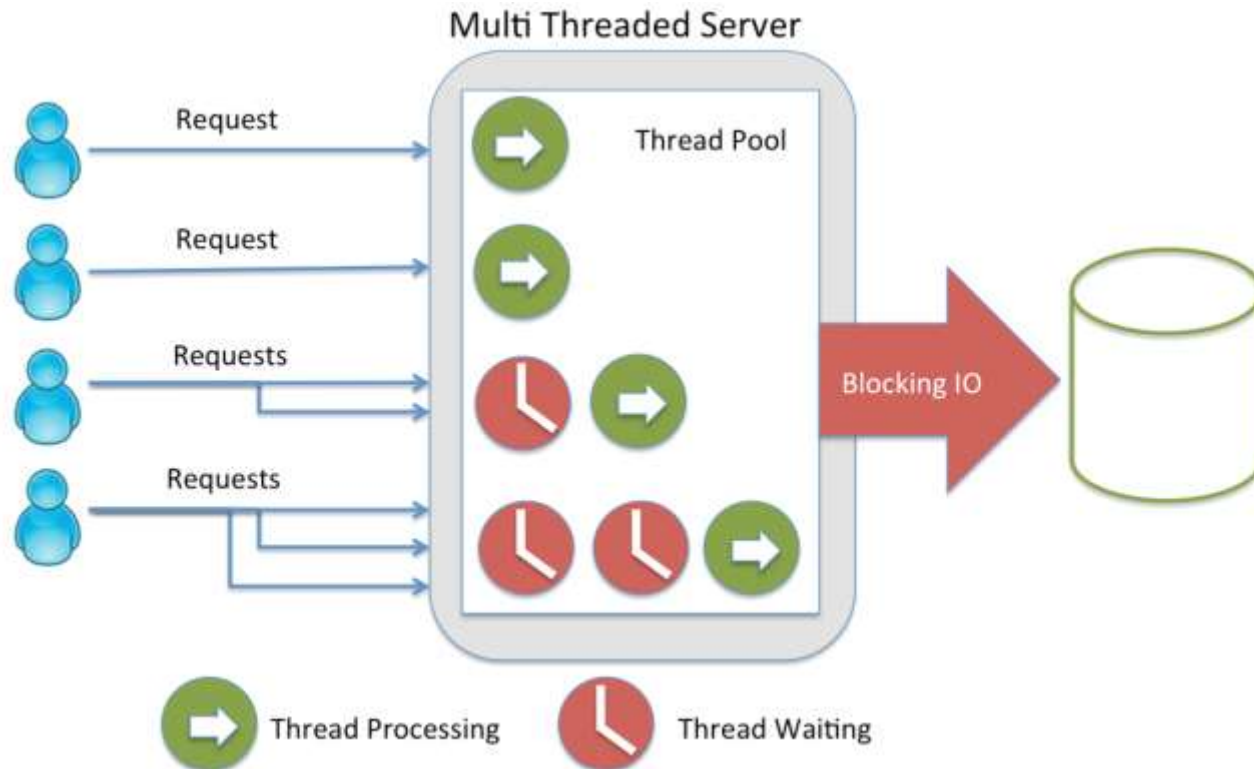 Multi Threaded Server
Request
Thread Pool
Request
Requests
Blocking IO
Requests
Thread Processing
Thread Waiting